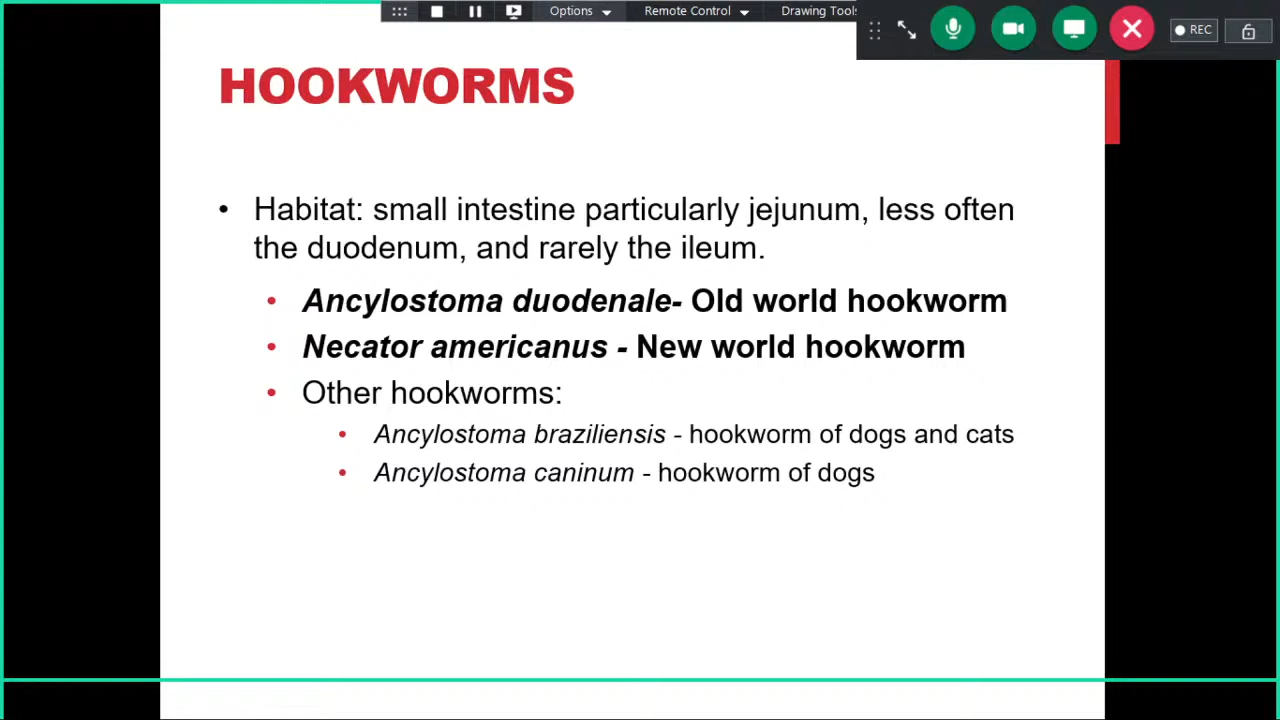 Options
Remote Control
Drawing Tools
REC
HOOKWORMS
• Habitat: small intestine particularly jejunum, less often
the duodenum, and rarely the ileum.
• Ancylostoma duodenale- Old world hookworm
• Necator americanus - New world hookworm
• Other hookworms:
• Ancylostoma braziliensis - hookworm of dogs and cats
• Ancylostoma caninum - hookworm of dogs